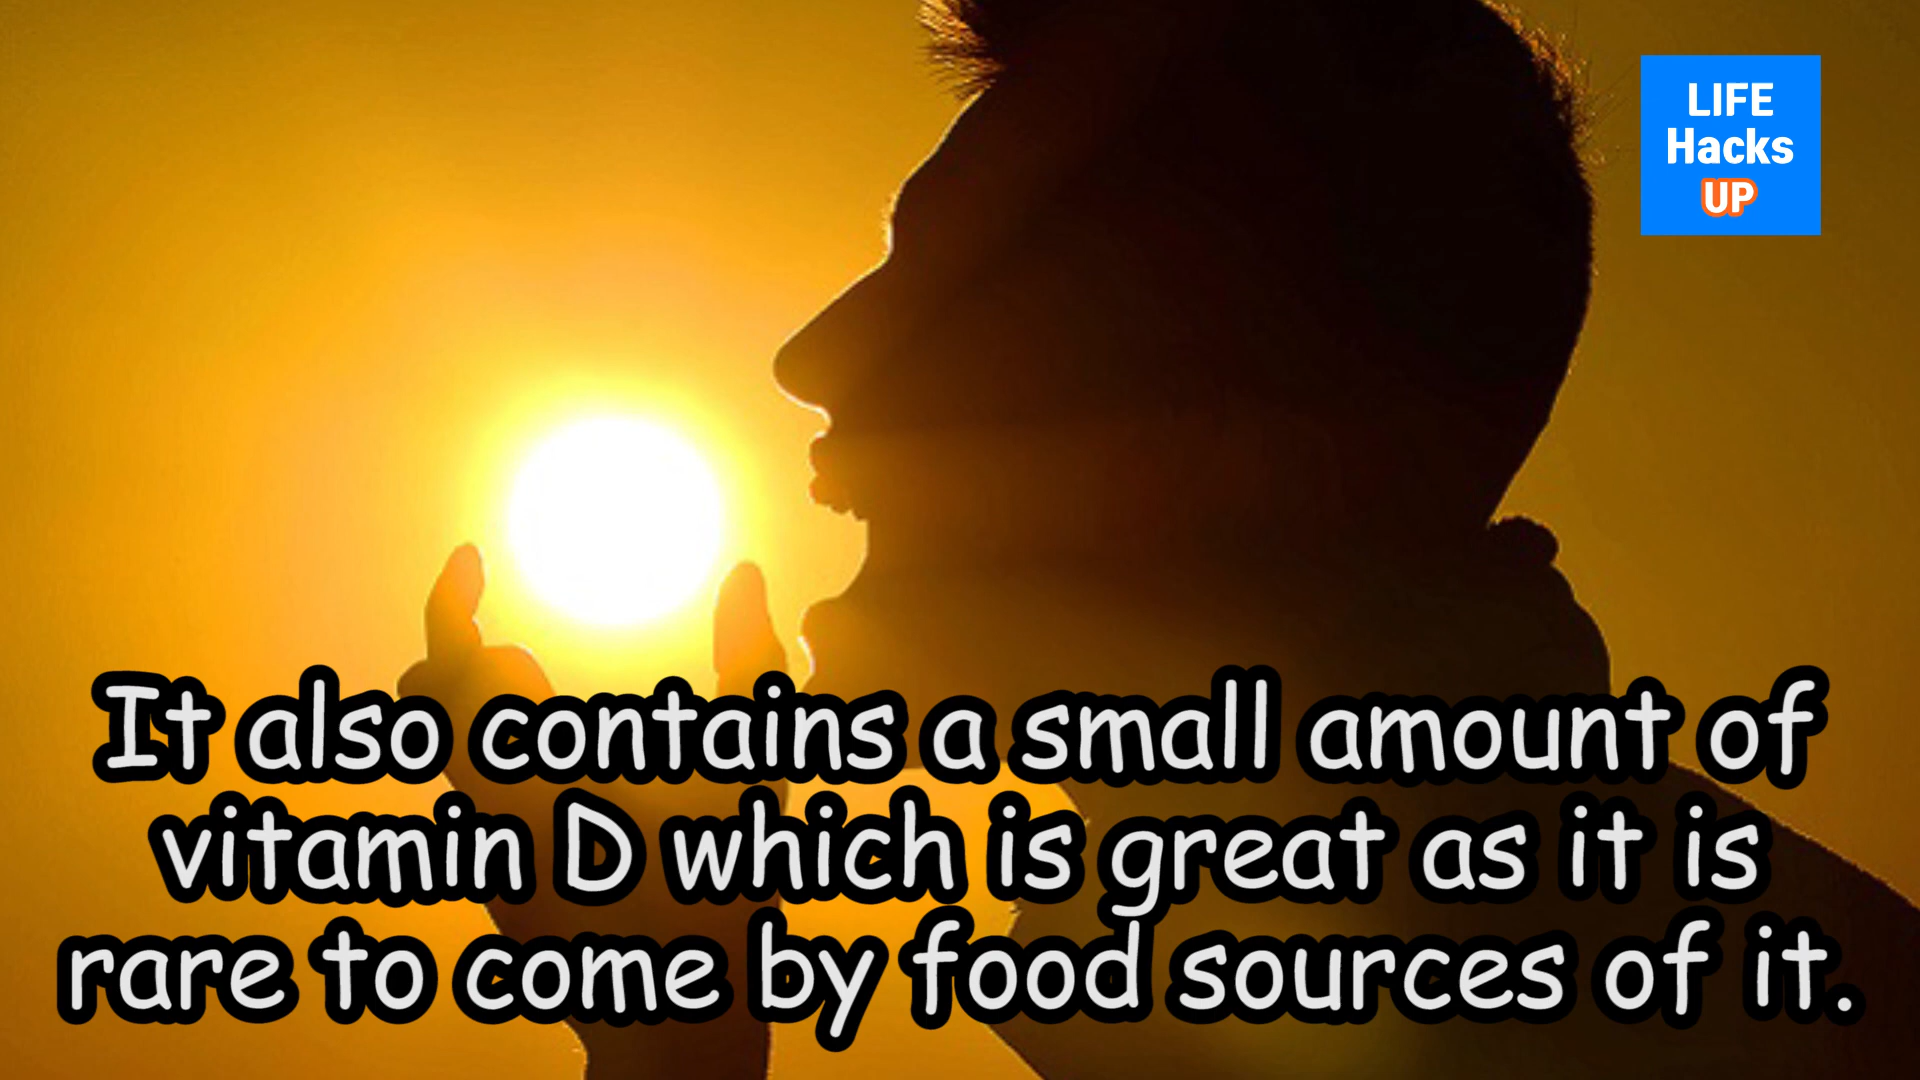 LIFE
Hacks
UP
It also contains a small amount of
vitamin D which is great as it is
rare to come by food sources of it.